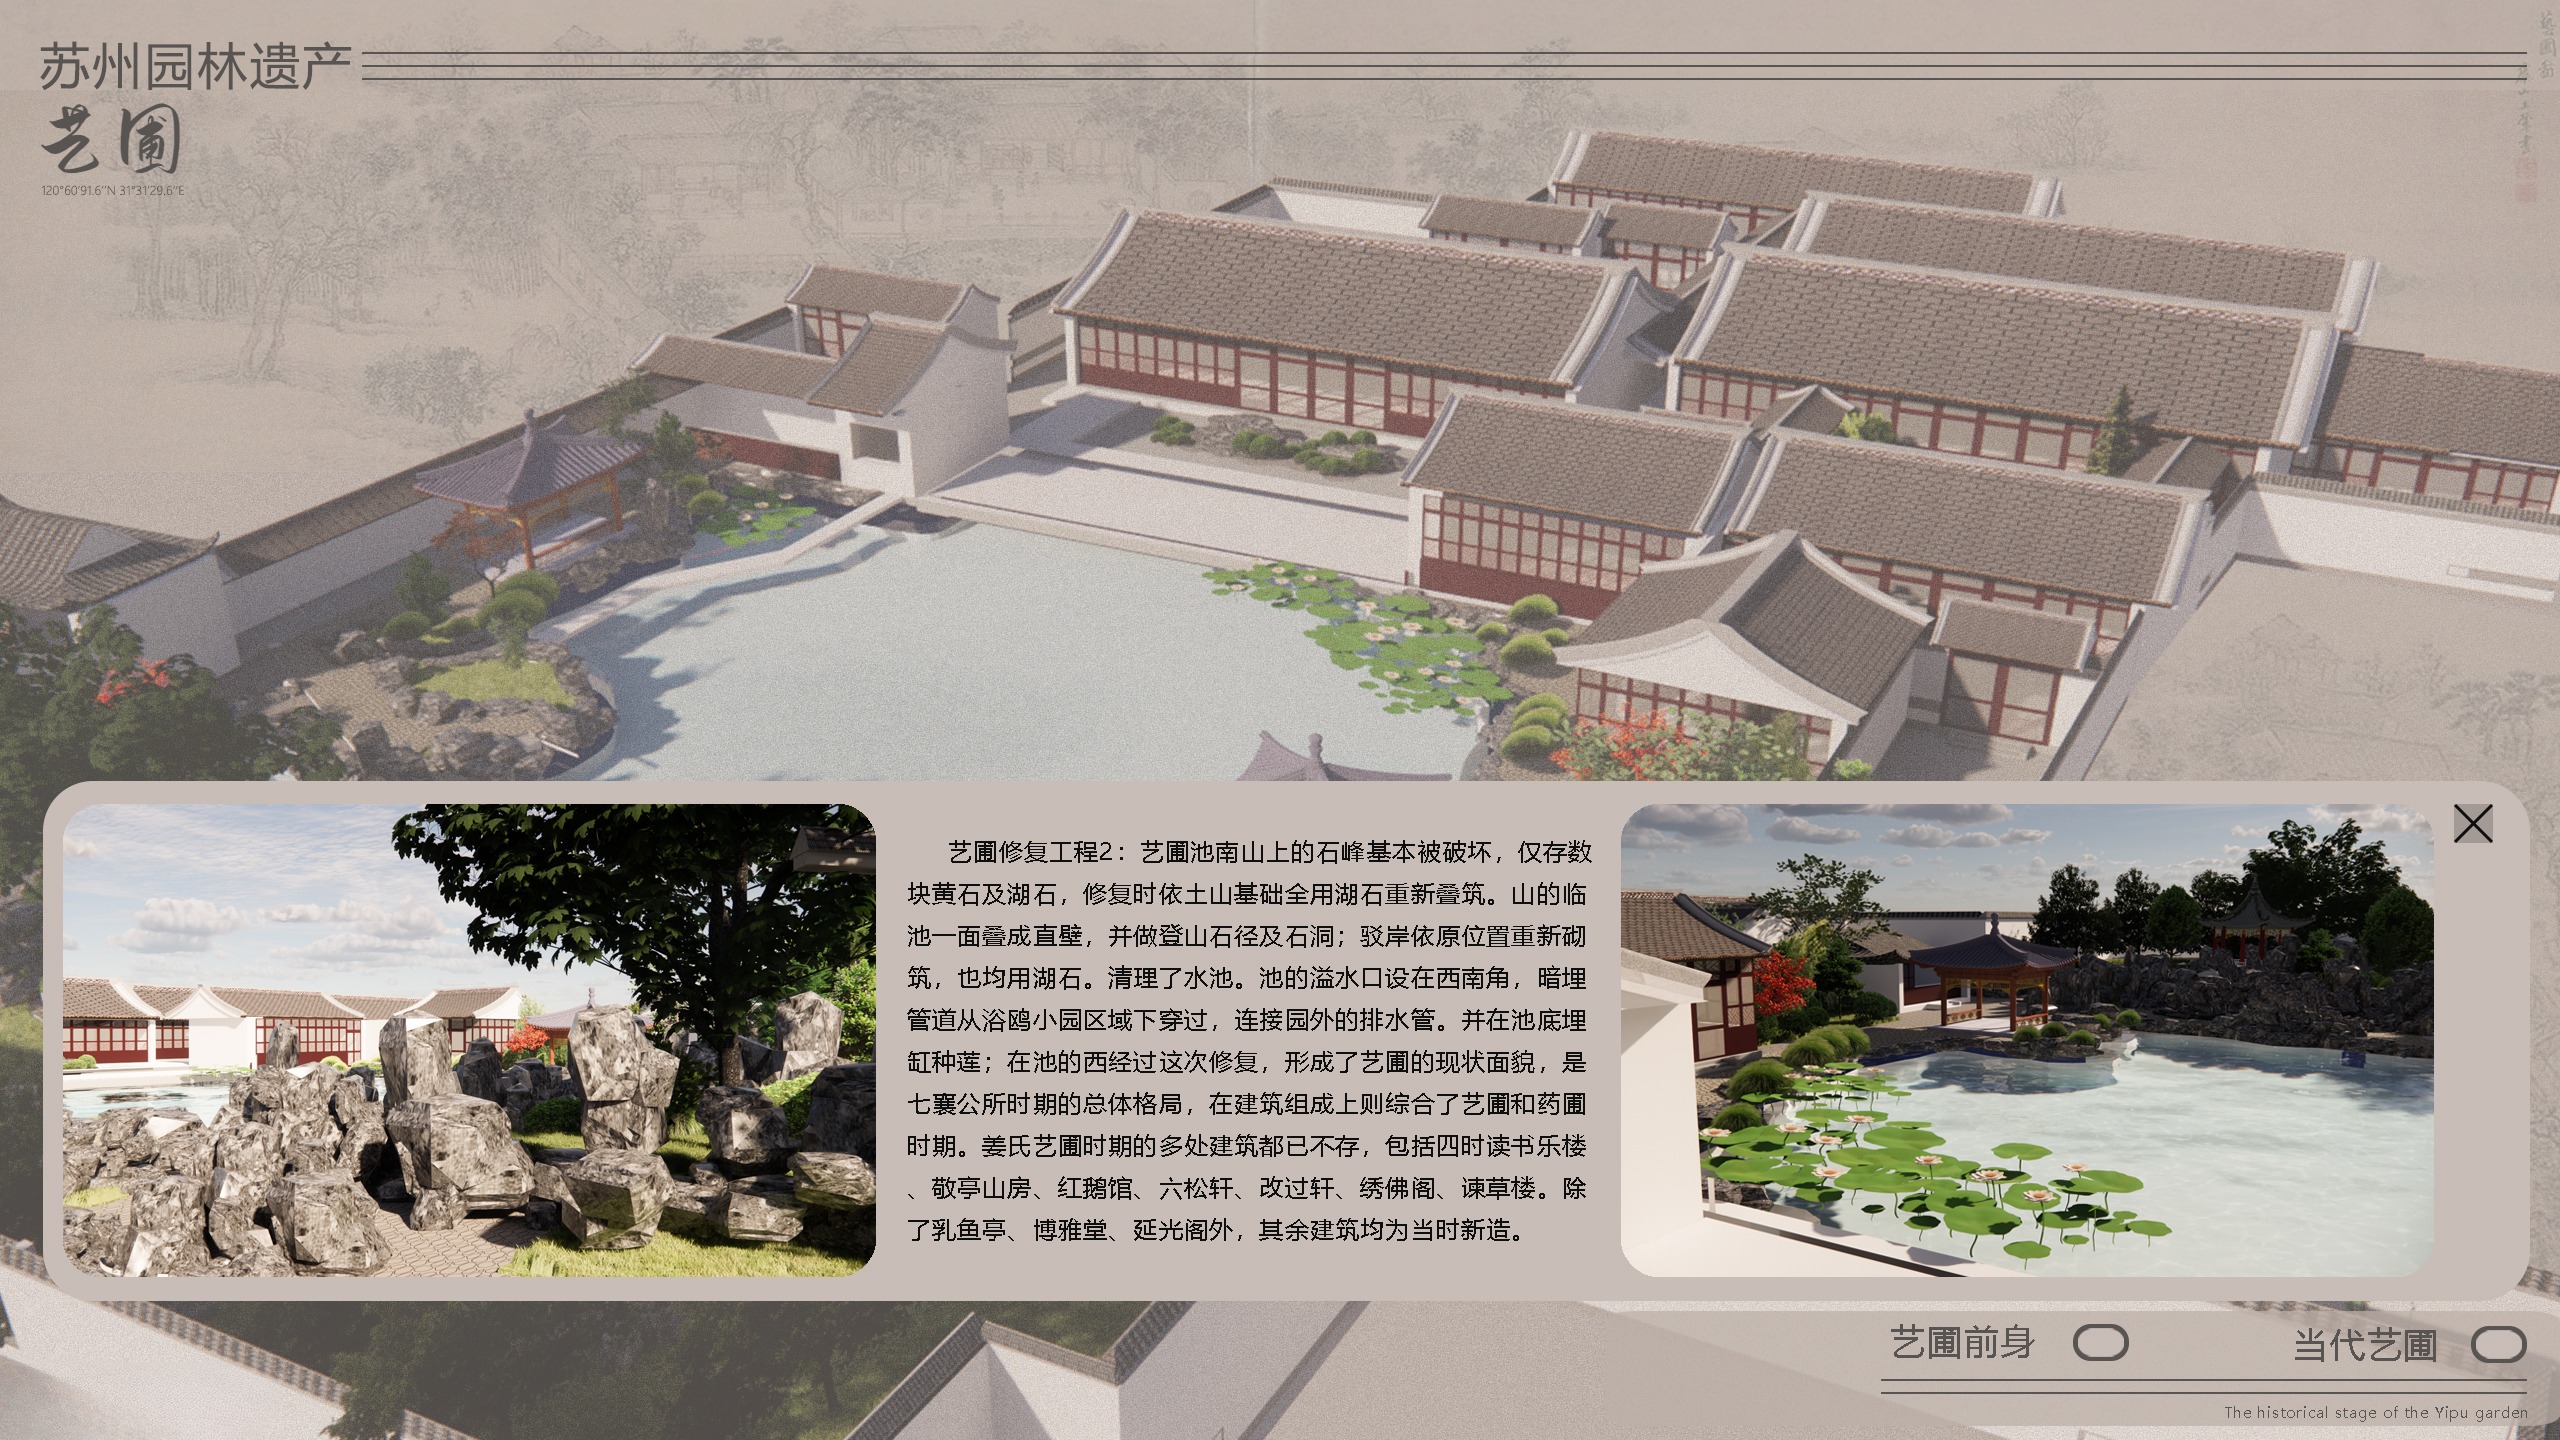 苏州园林遗产
艺圃
120°60'91.6''N 31°31'29.6''E
艺圃修复工程2：艺圃池南山上的石峰基本被破坏，仅存数
块黄石及湖石，修复时依土山基础全用湖石重新叠筑。山的临
池一面叠成直壁，并做登山石径及石洞；驳岸依原位置重新砌
筑，也均用湖石。清理了水池。池的溢水口设在西南角，暗埋
管道从浴鸥小园区域下穿过，连接园外的排水管。并在池底埋
缸种莲；在池的西经过这次修复，形成了艺圃的现状面貌，是
七襄公所时期的总体格局，在建筑组成上则综合了艺圃和药圃
时期。姜氏艺圃时期的多处建筑都已不存，包括四时读书乐楼
、敬亭山房、红鹅馆、六松轩、改过轩、绣佛阁、谏草楼。除
了乳鱼亭、博雅堂、延光阁外，其余建筑均为当时新造。
艺圃前身
当代艺圃
The historical stage of the Yipu garden